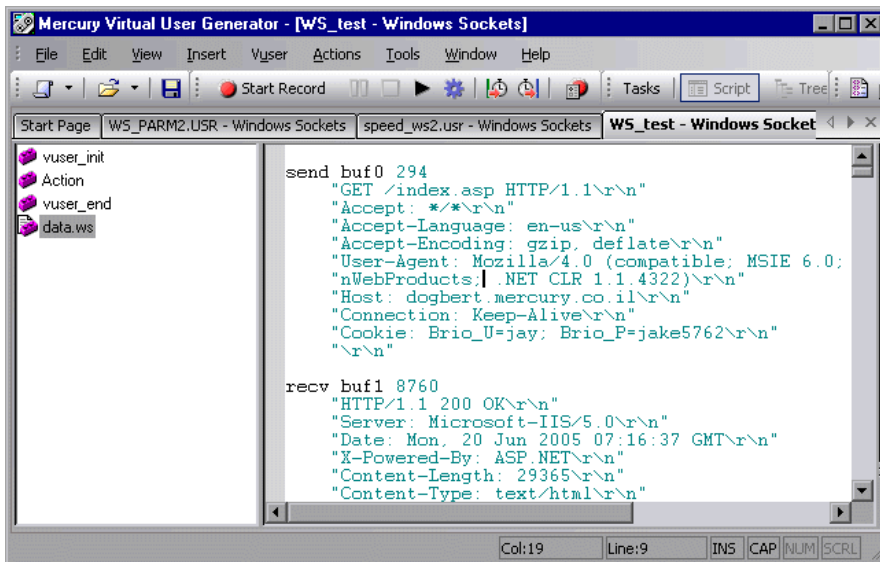 Mercury Virtual User Generator - [WS_test - Windows Sockets]
File Edit View Insert Vuser Actions Tools Window Help
Start Record Tasks Script Tree
Start Page WS_PARM2.USR - Windows Sockets speed_ws2.usr - Windows Sockets WS_test - Windows Socket
vuser_init
Action
vuser_end
data.ws
send buf0 294
"GET /index.asp HTTP/1.1\r\n"
"Accept: */*\r\n"
"Accept-Language: en-us\r\n"
"Accept-Encoding: gzip, deflate\r\n"
"User-Agent: Mozilla/4.0 (compatible; MSIE 6.0;
"nWebProducts; .NET CLR 1.1.4322)\r\n"
"Host: dogbert.mercury.co.il\r\n"
"Connection: Keep-Alive\r\n"
"Cookie: Brio_U=jay; Brio_P=jake5762\r\n"
"\r\n"
recv buf1 8760
"HTTP/1.1 200 OK\r\n"
"Server: Microsoft-IIS/5.0\r\n"
"Date: Mon, 20 Jun 2005 07:16:37 GMT\r\n"
"X-Powered-By: ASP.NET\r\n"
"Content-Length: 29365\r\n"
"Content-Type: text/html\r\n"
Col:19 Line:9 INS CAP NUM SCRL